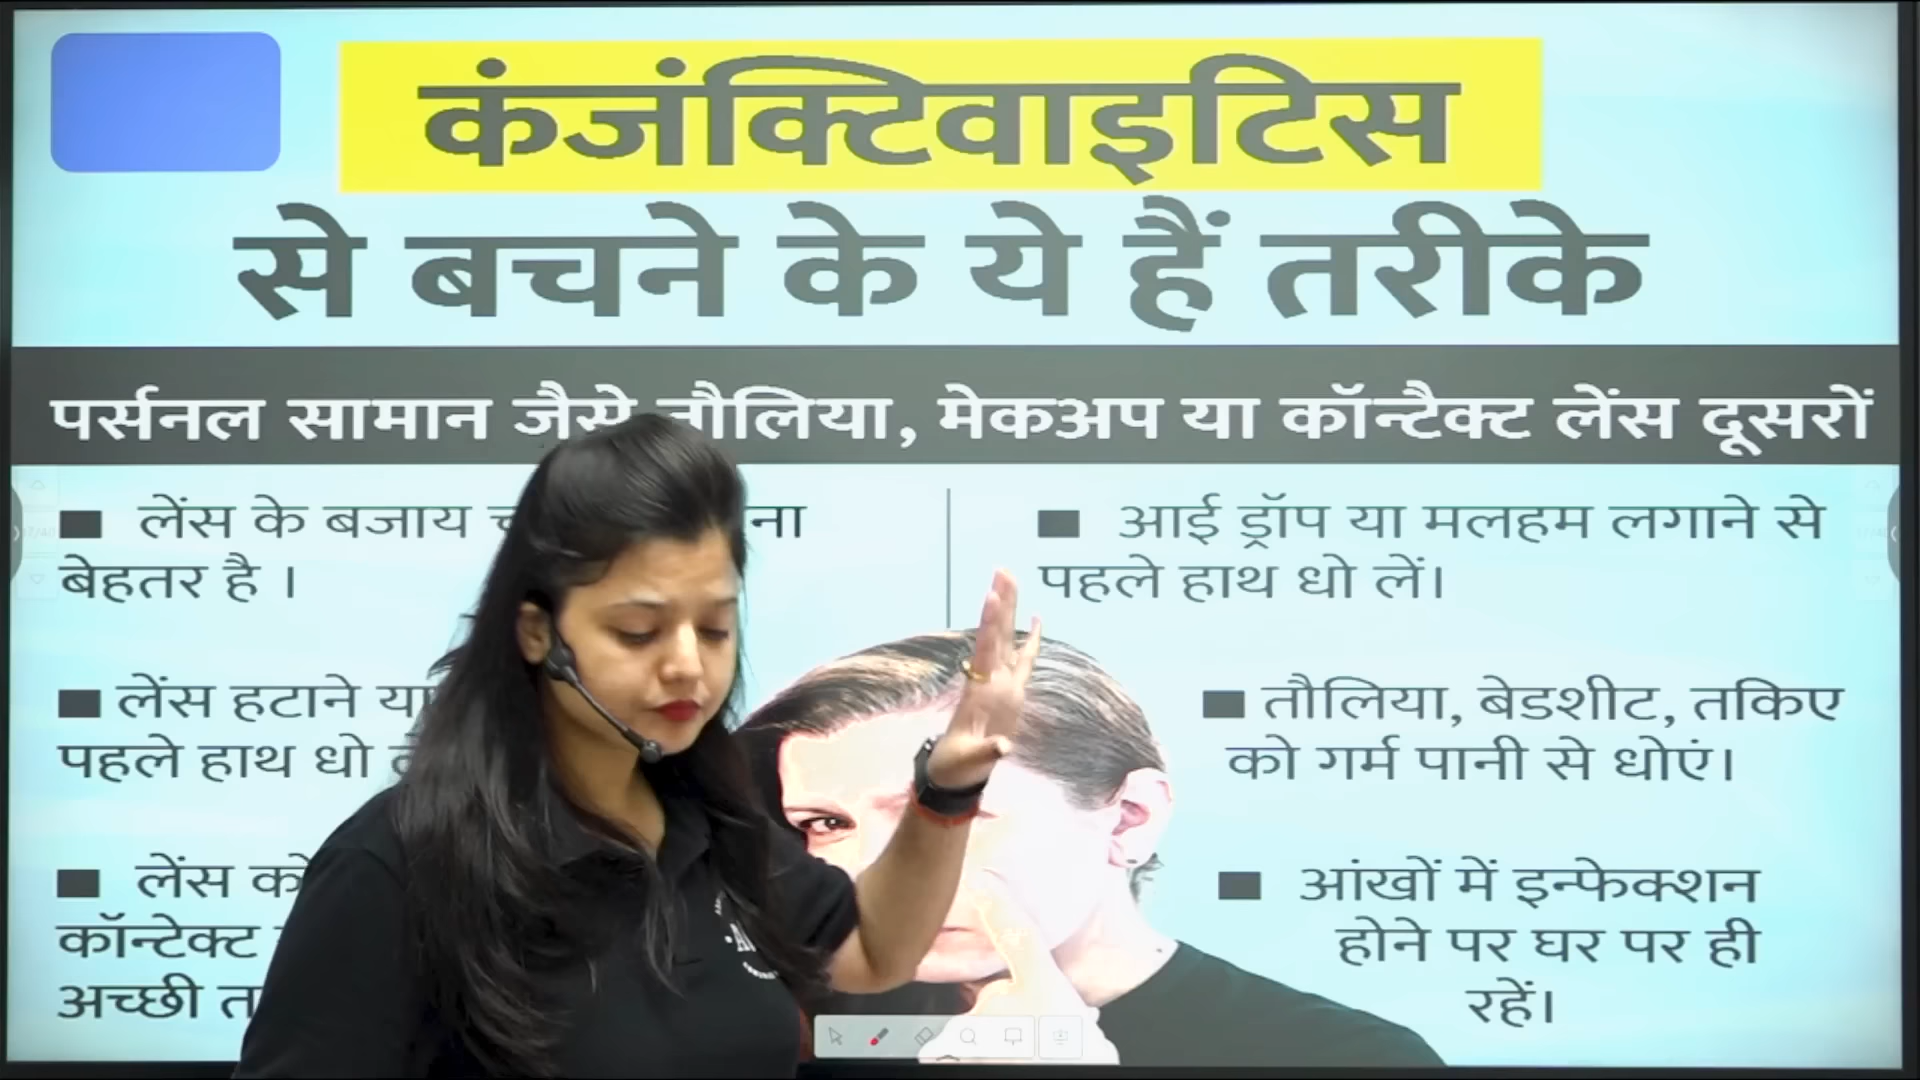 कंजंक्टिवाइटिस
से बचने के ये हैं तरीके
पर्सनल सामान जैसे तौलिया, मेकअप या कॉन्टैक्ट लेंस दूसरों
■ लेंस के बजाय
बेहतर है ।
■ लेंस हटाने या
पहले हाथ धो
■ लेंस को
कॉन्टेक्ट
अच्छी
■ आई ड्रॉप या मलहम लगाने से
पहले हाथ धो लें।
■ तौलिया, बेडशीट, तकिए
को गर्म पानी से धोएं।
■ आंखों में इन्फेक्शन
होने पर घर पर ही
रहें।